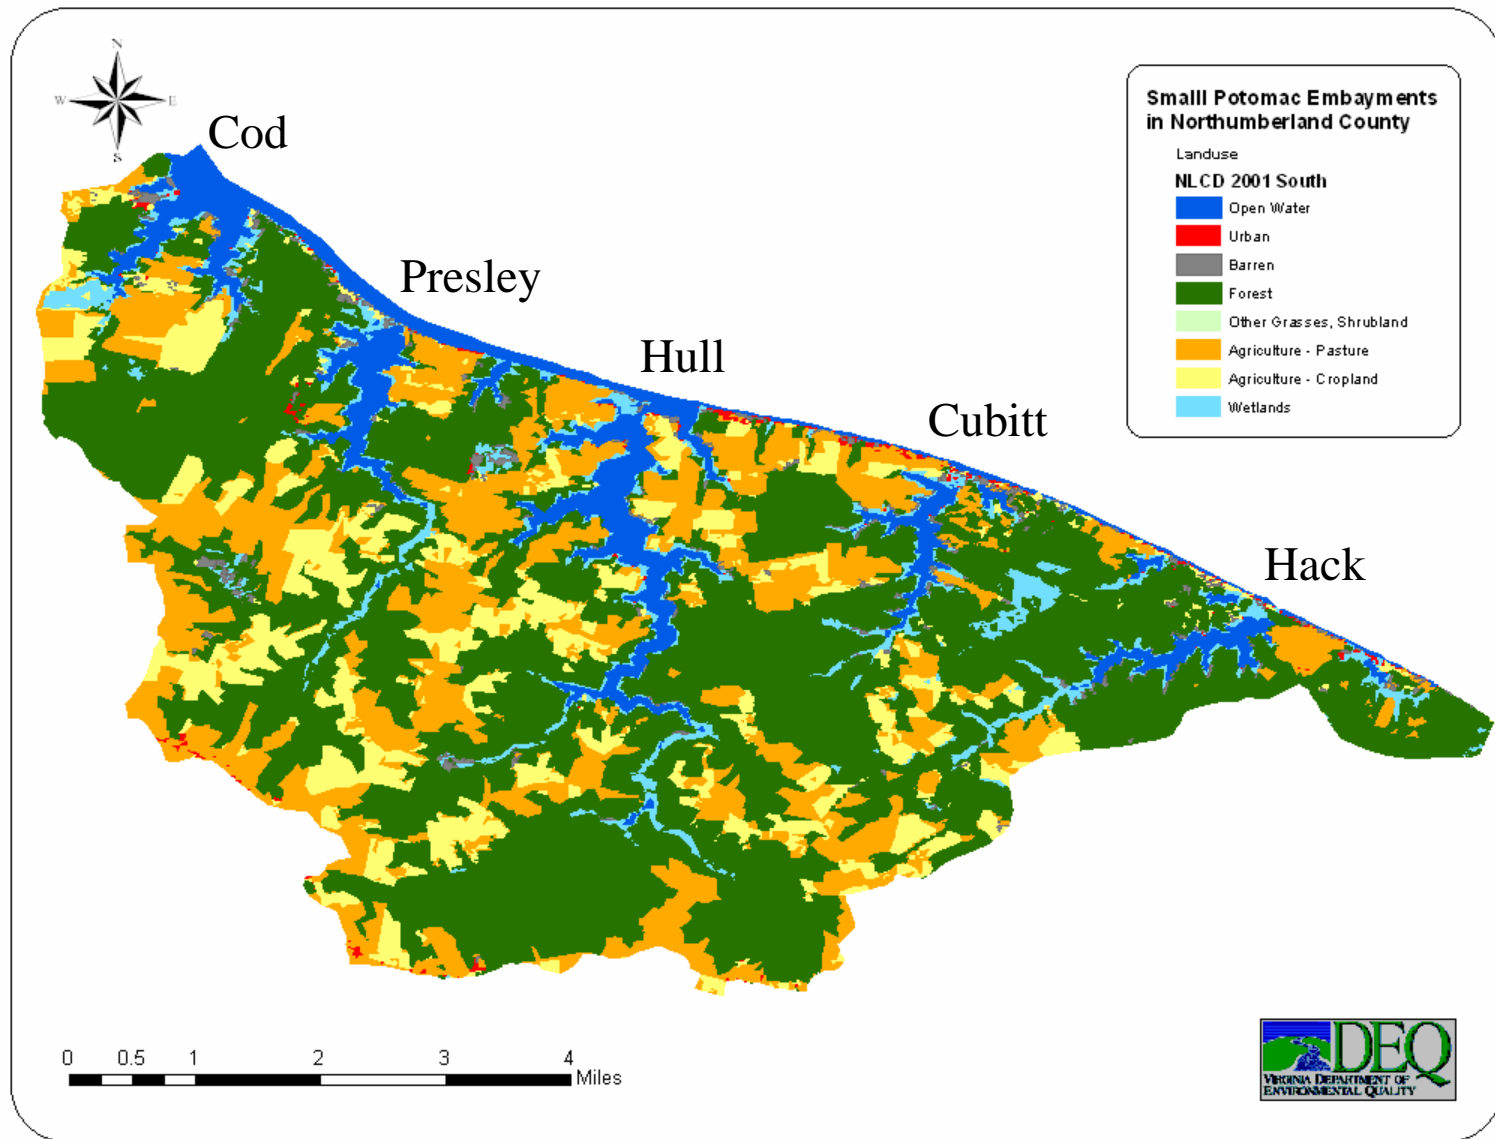 N
W E
S
Cod
Presley
Hull
Cubitt
Hack
Smalll Potomac Embayments
in Northumberland County
Landuse
NLCD 2001 South
Open Water
Urban
Barren
Forest
Other Grasses, Shrubland
Agriculture - Pasture
Agriculture - Cropland
Wetlands
0 0.5 1 2 3 4
Miles
DEQ
VIRGINIA DEPARTMENT OF
ENVIRONMENTAL QUALITY